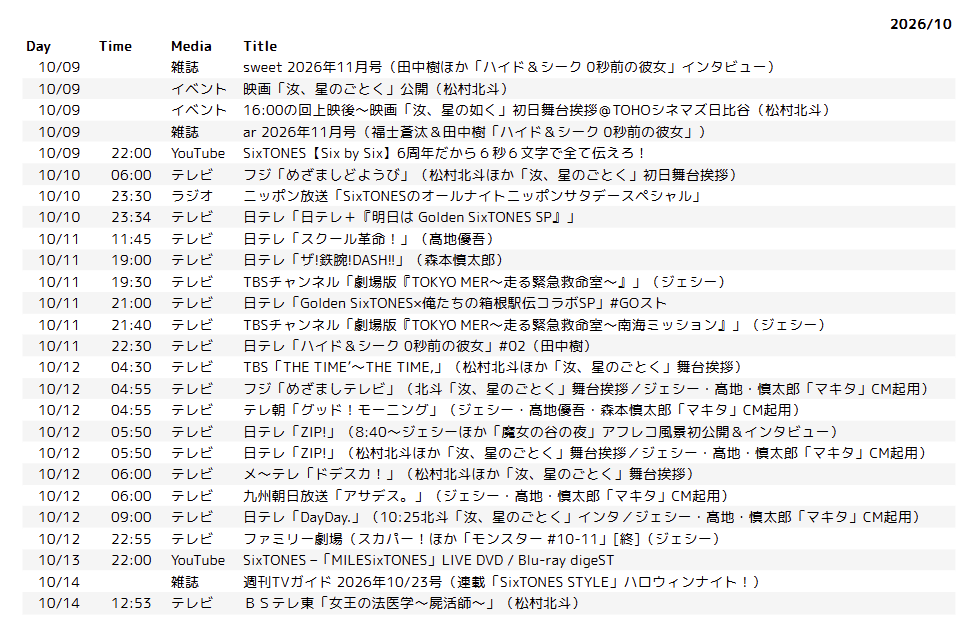 2026/10
Day Time Media Title
10/09 雑誌 sweet 2026年11月号（田中樹ほか「ハイド＆シーク 0秒前の彼女」インタビュー）
10/09 イベント 映画「汝、星のごとく」公開（松村北斗）
10/09 イベント 16:00の回上映後～映画「汝、星の如く」初日舞台挨拶@TOHOシネマズ日比谷（松村北斗）
10/09 雑誌 ar 2026年11月号（福士蒼汰＆田中樹「ハイド＆シーク 0秒前の彼女」）
10/09 22:00 YouTube SixTONES【Six by Six】6周年だから６秒６文字で全て伝えろ！
10/10 06:00 テレビ フジ「めざましどようび」（松村北斗ほか「汝、星のごとく」初日舞台挨拶）
10/10 23:30 ラジオ ニッポン放送「SixTONESのオールナイトニッポンサタデースペシャル」
10/10 23:34 テレビ 日テレ「日テレ＋『明日は Golden SixTONES SP』」
10/11 11:45 テレビ 日テレ「スクール革命！」（高地優吾）
10/11 19:00 テレビ 日テレ「ザ!鉄腕!DASH!!」（森本慎太郎）
10/11 19:30 テレビ TBSチャンネル「劇場版『TOKYO MER～走る緊急救命室～』」（ジェシー）
10/11 21:00 テレビ 日テレ「Golden SixTONES×俺たちの箱根駅伝コラボSP」#GOスト
10/11 21:40 テレビ TBSチャンネル「劇場版『TOKYO MER～走る緊急救命室～南海ミッション』」（ジェシー）
10/11 22:30 テレビ 日テレ「ハイド＆シーク 0秒前の彼女」#02（田中樹）
10/12 04:30 テレビ TBS「THE TIME'～THE TIME,」（松村北斗ほか「汝、星のごとく」舞台挨拶）
10/12 04:55 テレビ フジ「めざましテレビ」（北斗「汝、星のごとく」舞台挨拶／ジェシー・高地・慎太郎「マキタ」CM起用）
10/12 04:55 テレビ テレ朝「グッド！モーニング」（ジェシー・高地優吾・森本慎太郎「マキタ」CM起用）
10/12 05:50 テレビ 日テレ「ZIP!」（8:40～ジェシーほか「魔女の谷の夜」アフレコ風景初公開＆インタビュー）
10/12 05:50 テレビ 日テレ「ZIP!」（松村北斗ほか「汝、星のごとく」舞台挨拶／ジェシー・高地・慎太郎「マキタ」CM起用）
10/12 06:00 テレビ メ～テレ「ドデスカ！」（松村北斗ほか「汝、星のごとく」舞台挨拶）
10/12 06:00 テレビ 九州朝日放送「アサデス。」（ジェシー・高地・慎太郎「マキタ」CM起用）
10/12 09:00 テレビ 日テレ「DayDay.」（10:25北斗「汝、星のごとく」インタ／ジェシー・高地・慎太郎「マキタ」CM起用）
10/12 22:55 テレビ ファミリー劇場（スカパー！ほか「モンスター #10-11」[終]（ジェシー）
10/13 22:00 YouTube SixTONES –「MILESixTONES」LIVE DVD / Blu-ray digeST
10/14 雑誌 週刊TVガイド 2026年10/23号（連載「SixTONES STYLE」ハロウィンナイト！）
10/14 12:53 テレビ ＢＳテレ東「女王の法医学～屍活師～」（松村北斗）